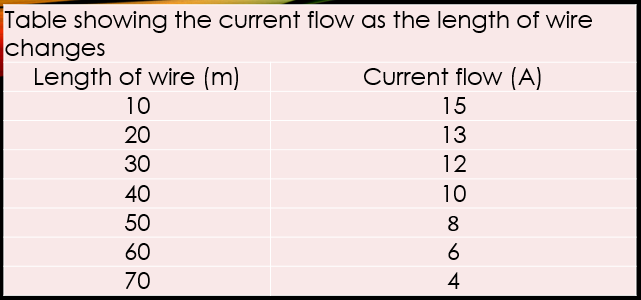 Table showing the current flow as the length of wire
changes
Length of wire (m) Current flow (A)
10 15
20 13
30 12
40 10
50 8
60 6
70 4